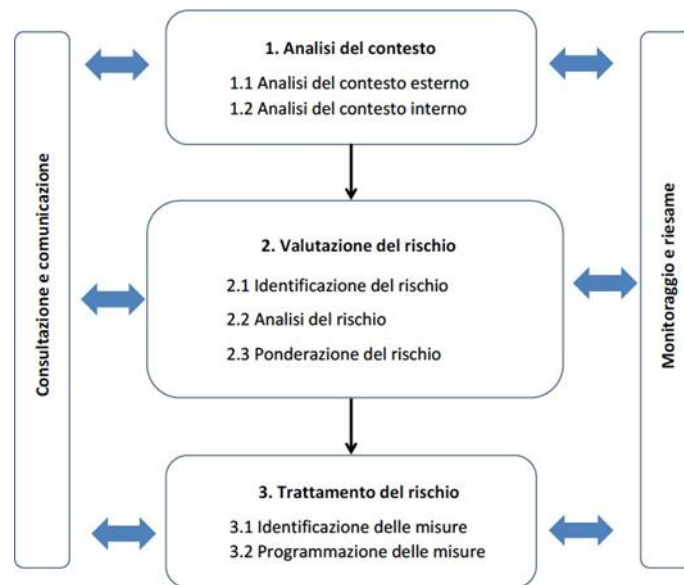 Consultazione e comunicazione
1. Analisi del contesto
1.1 Analisi del contesto esterno
1.2 Analisi del contesto interno
2. Valutazione del rischio
2.1 Identificazione del rischio
2.2 Analisi del rischio
2.3 Ponderazione del rischio
3. Trattamento del rischio
3.1 Identificazione delle misure
3.2 Programmazione delle misure
Monitoraggio e riesame